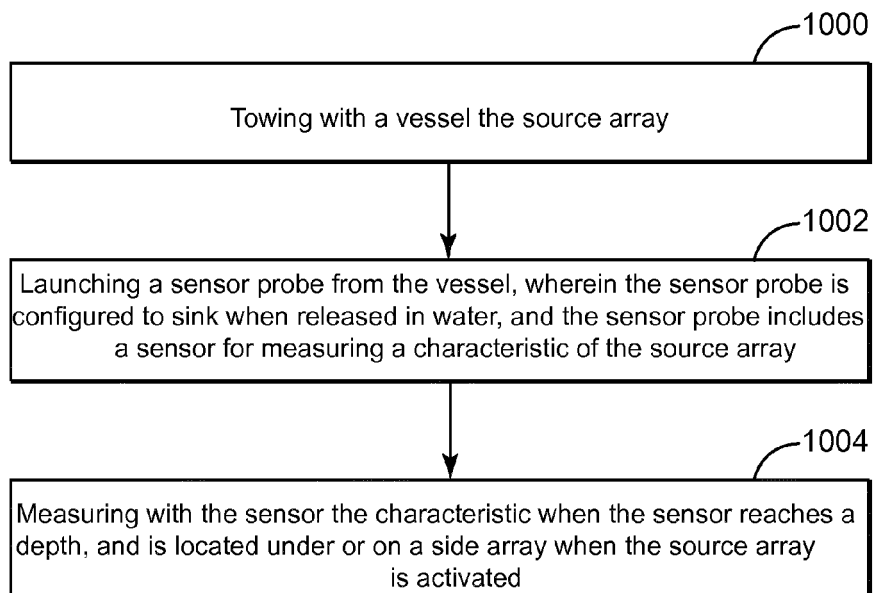 1000
Towing with a vessel the source array
1002
Launching a sensor probe from the vessel, wherein the sensor probe is
configured to sink when released in water, and the sensor probe includes
a sensor for measuring a characteristic of the source array
1004
Measuring with the sensor the characteristic when the sensor reaches a
depth, and is located under or on a side array when the source array
is activated